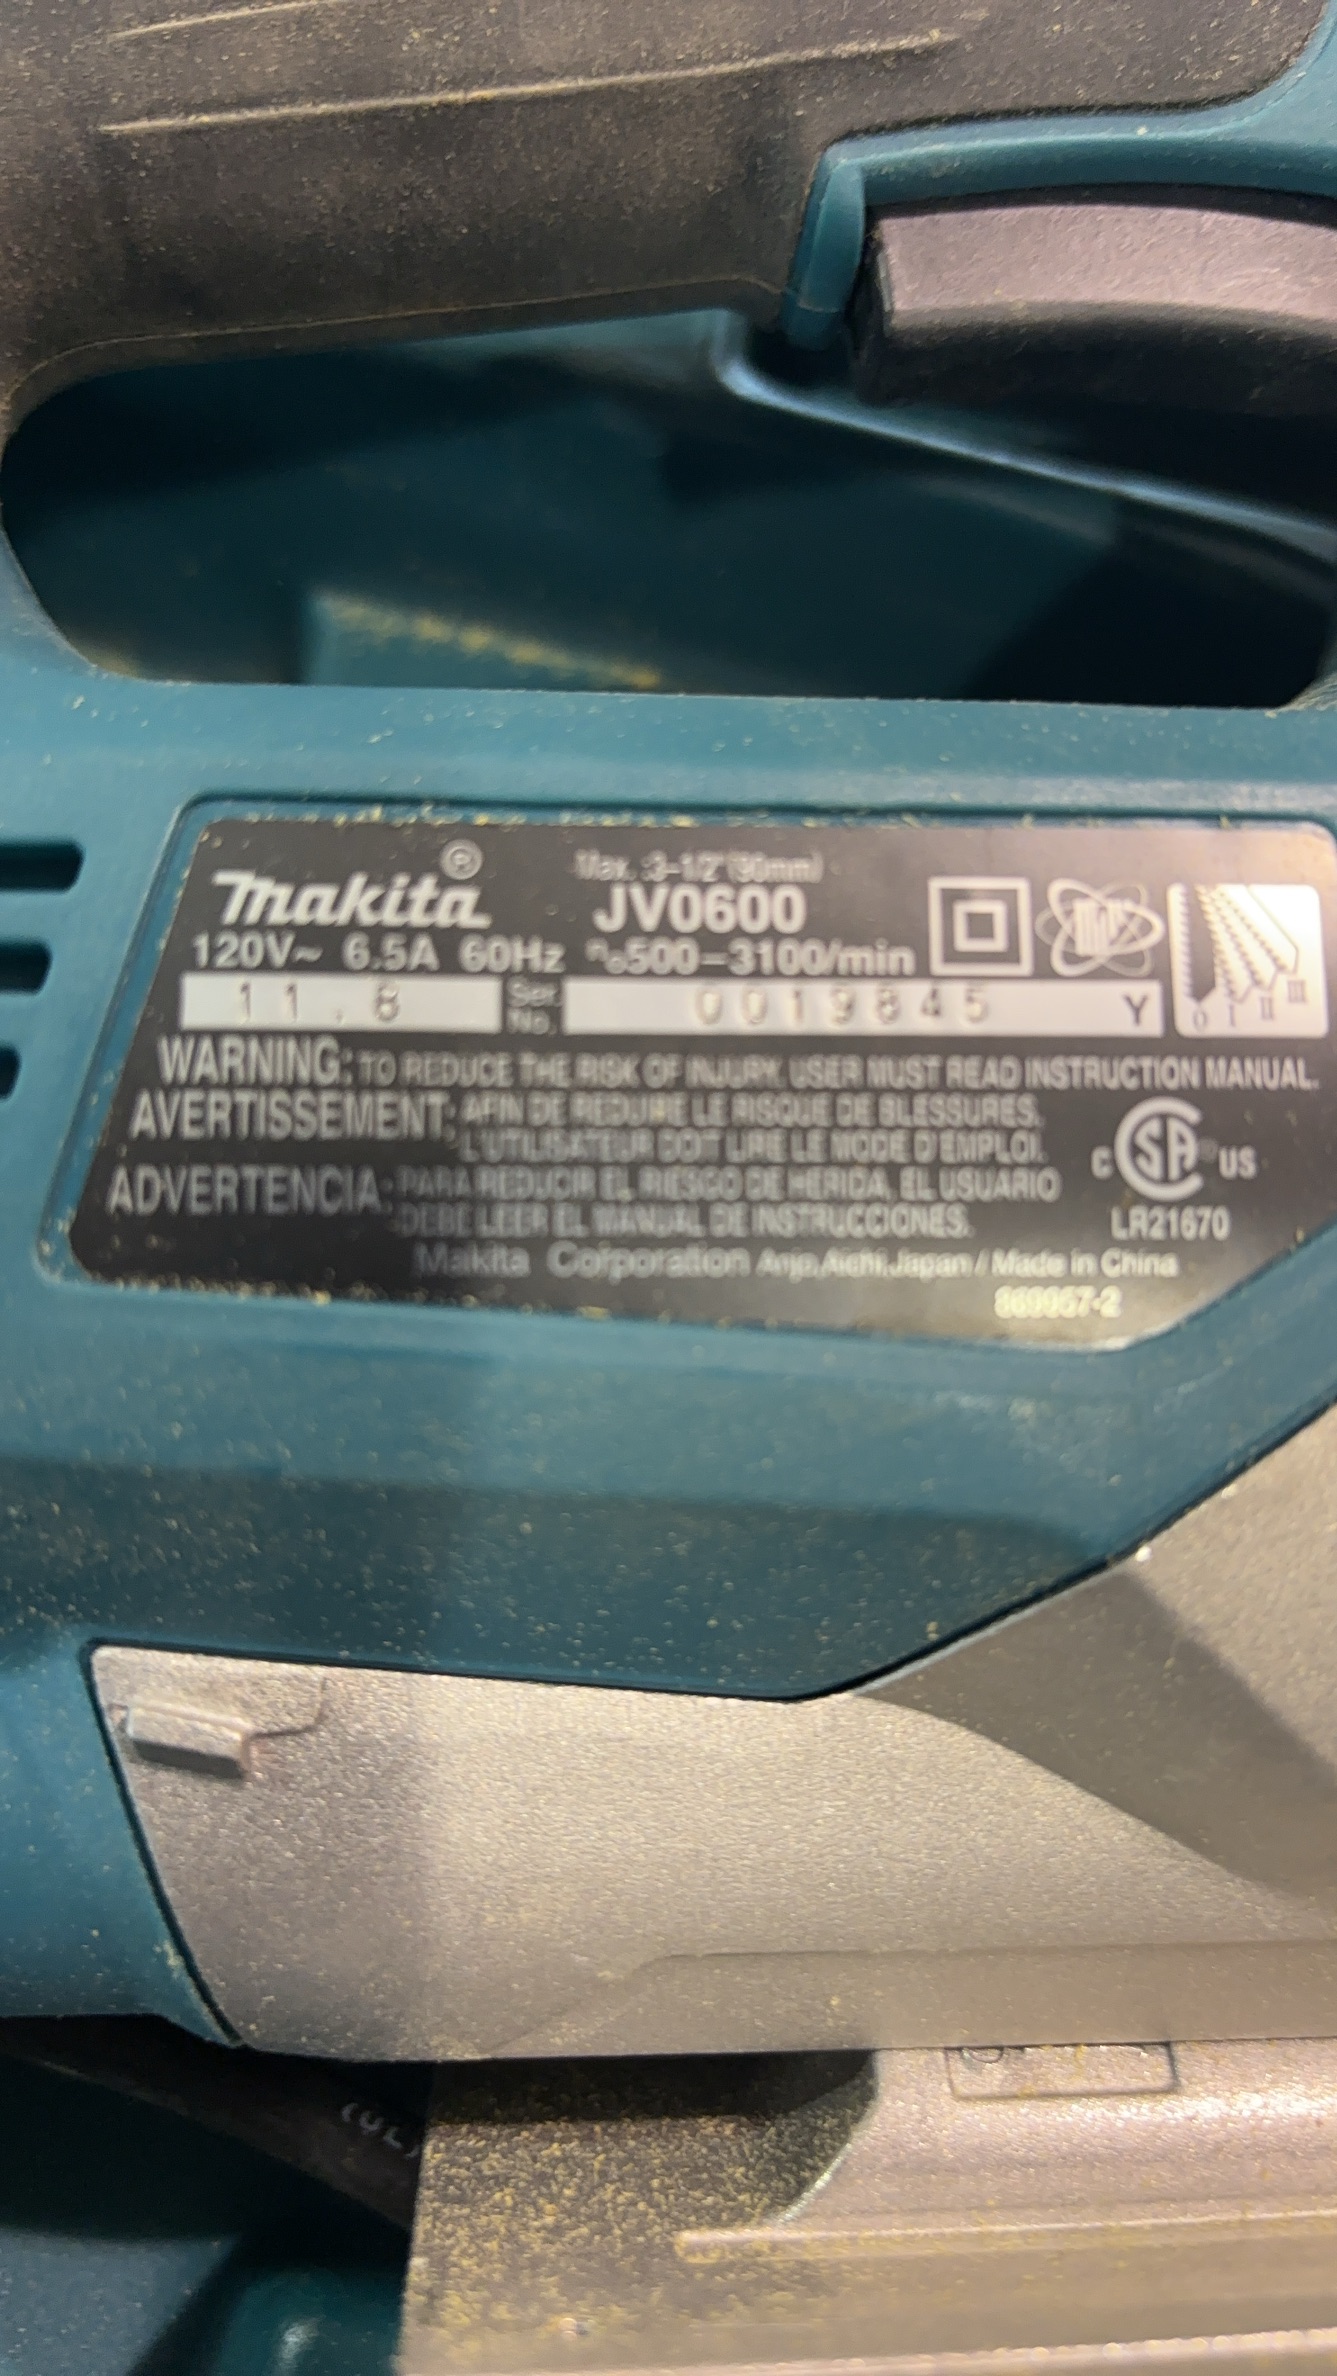 makita®
Max. :3-1/2"(90mm)
JV0600
120V~ 6.5A 60Hz n₀500-3100/min
11.8 Ser. No. 0019845 Y
0 I II III
WARNING: TO REDUCE THE RISK OF INJURY, USER MUST READ INSTRUCTION MANUAL.
AVERTISSEMENT: AFIN DE REDUIRE LE RISQUE DE BLESSURES,
L'UTILISATEUR DOIT LIRE LE MODE D'EMPLOI.
ADVERTENCIA: PARA REDUCIR EL RIESGO DE HERIDA, EL USUARIO
DEBE LEER EL MANUAL DE INSTRUCCIONES.
C SA ® US
LR21670
Makita Corporation Anjo, Aichi, Japan / Made in China
(UL)